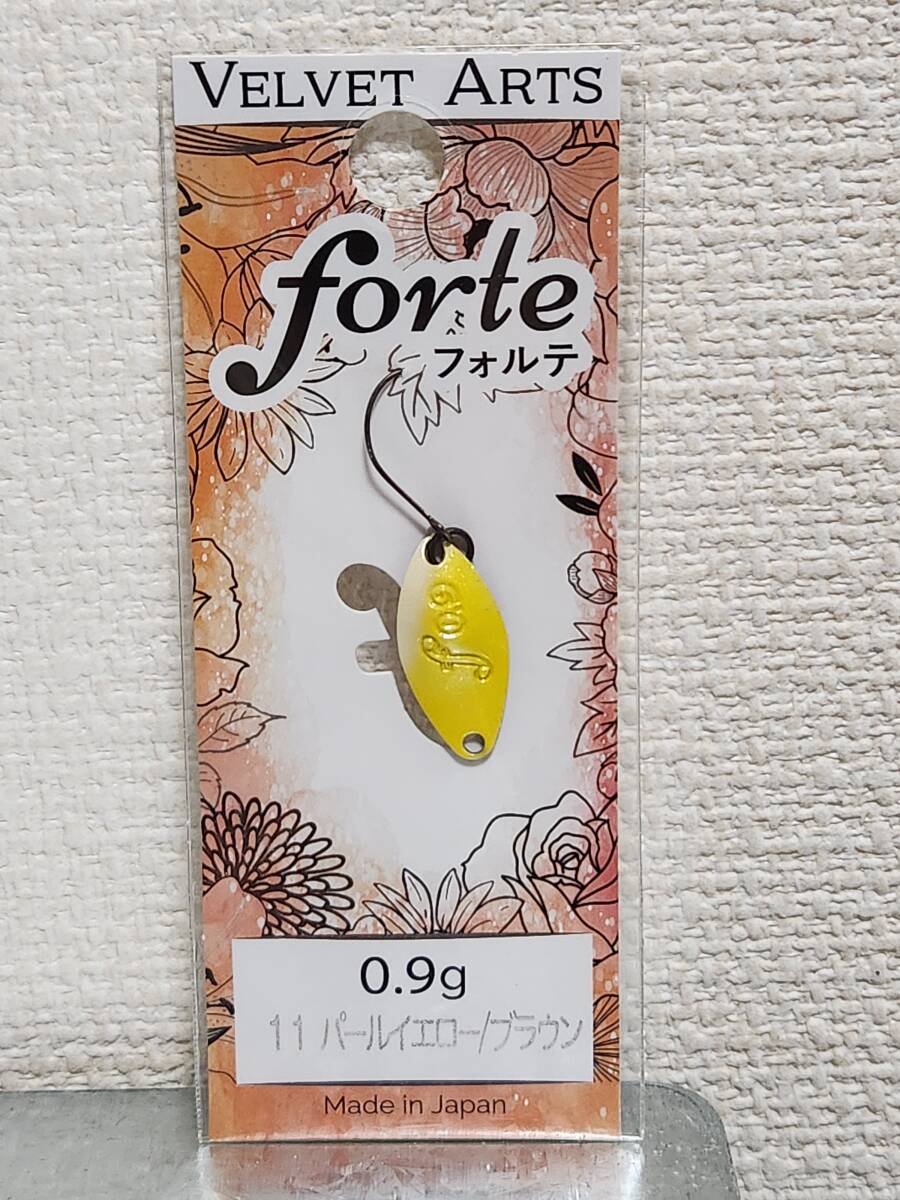 VELVET ARTS
forte
フォルテ
0.9g
11 パールイエロー/ブラウン
Made in Japan